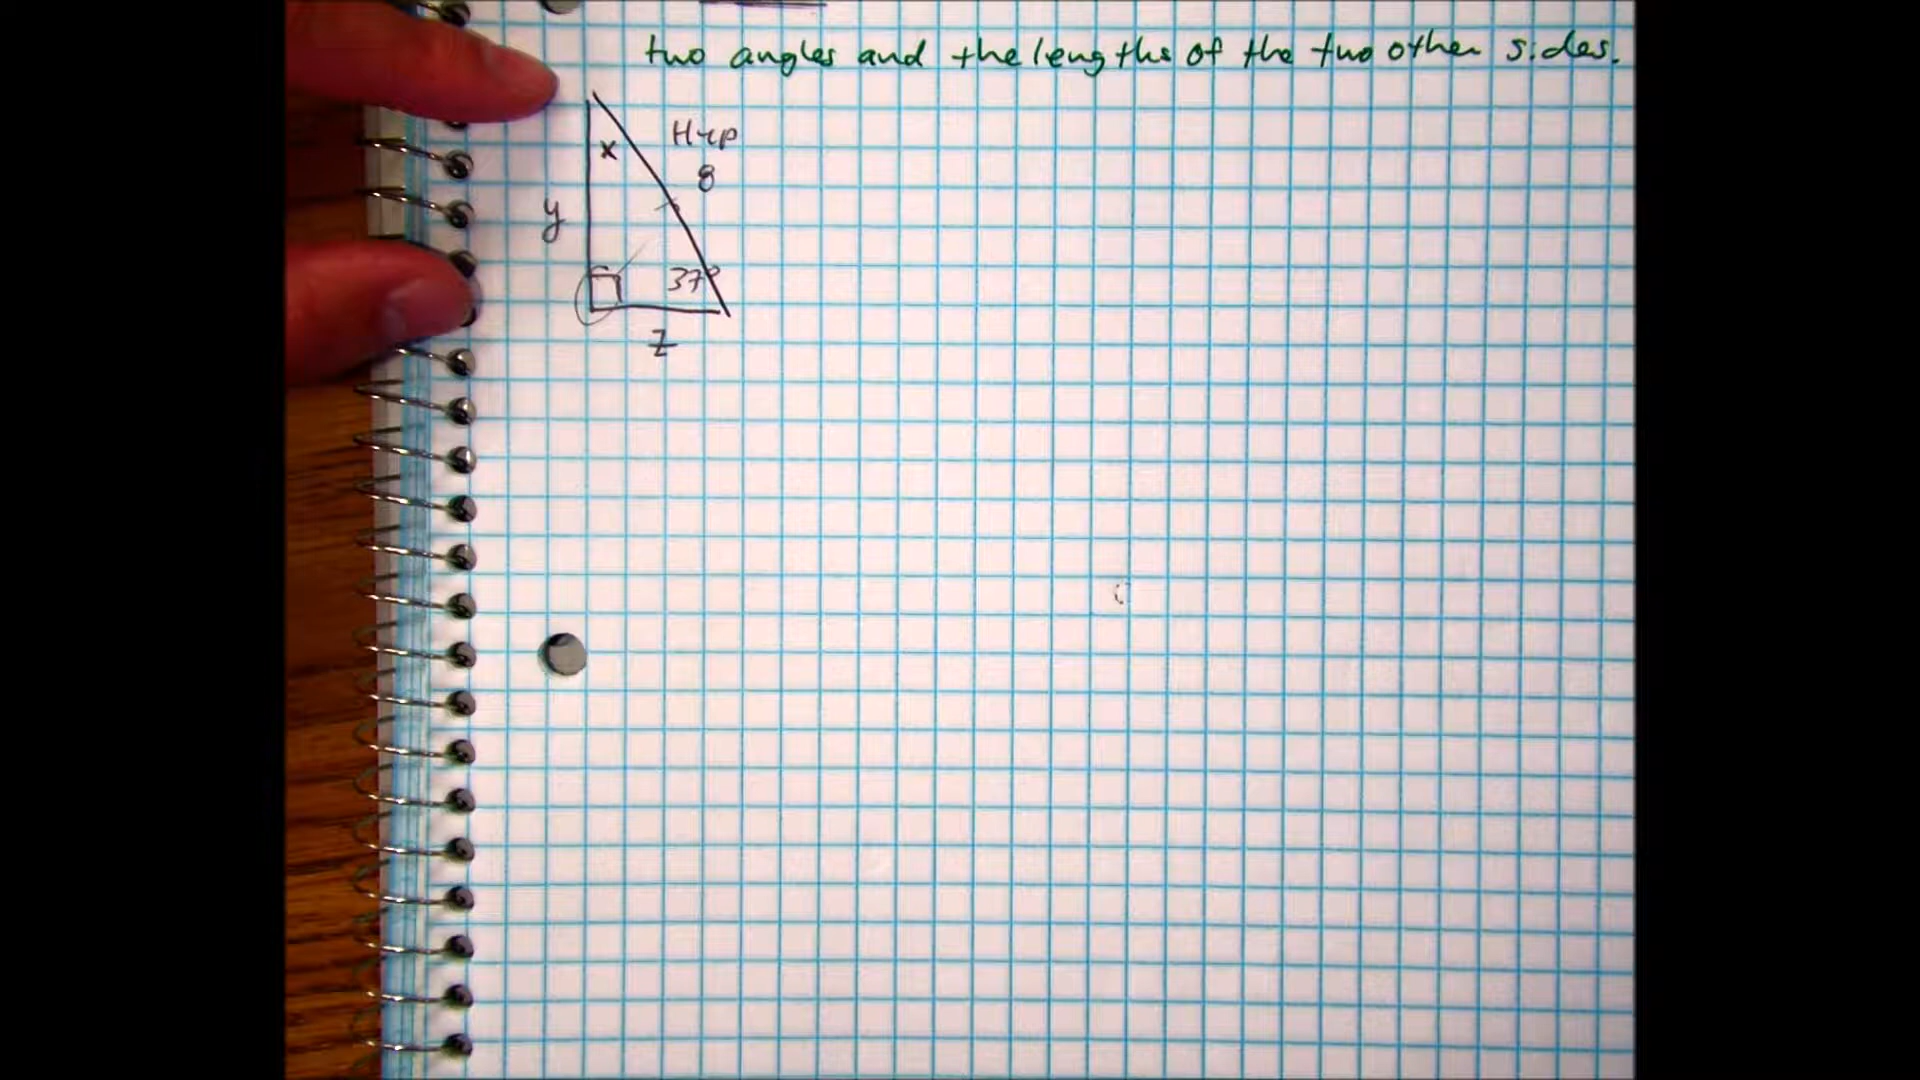 two angles and the lengths of the two other sides.
Hyp
x
8
y
37°
z